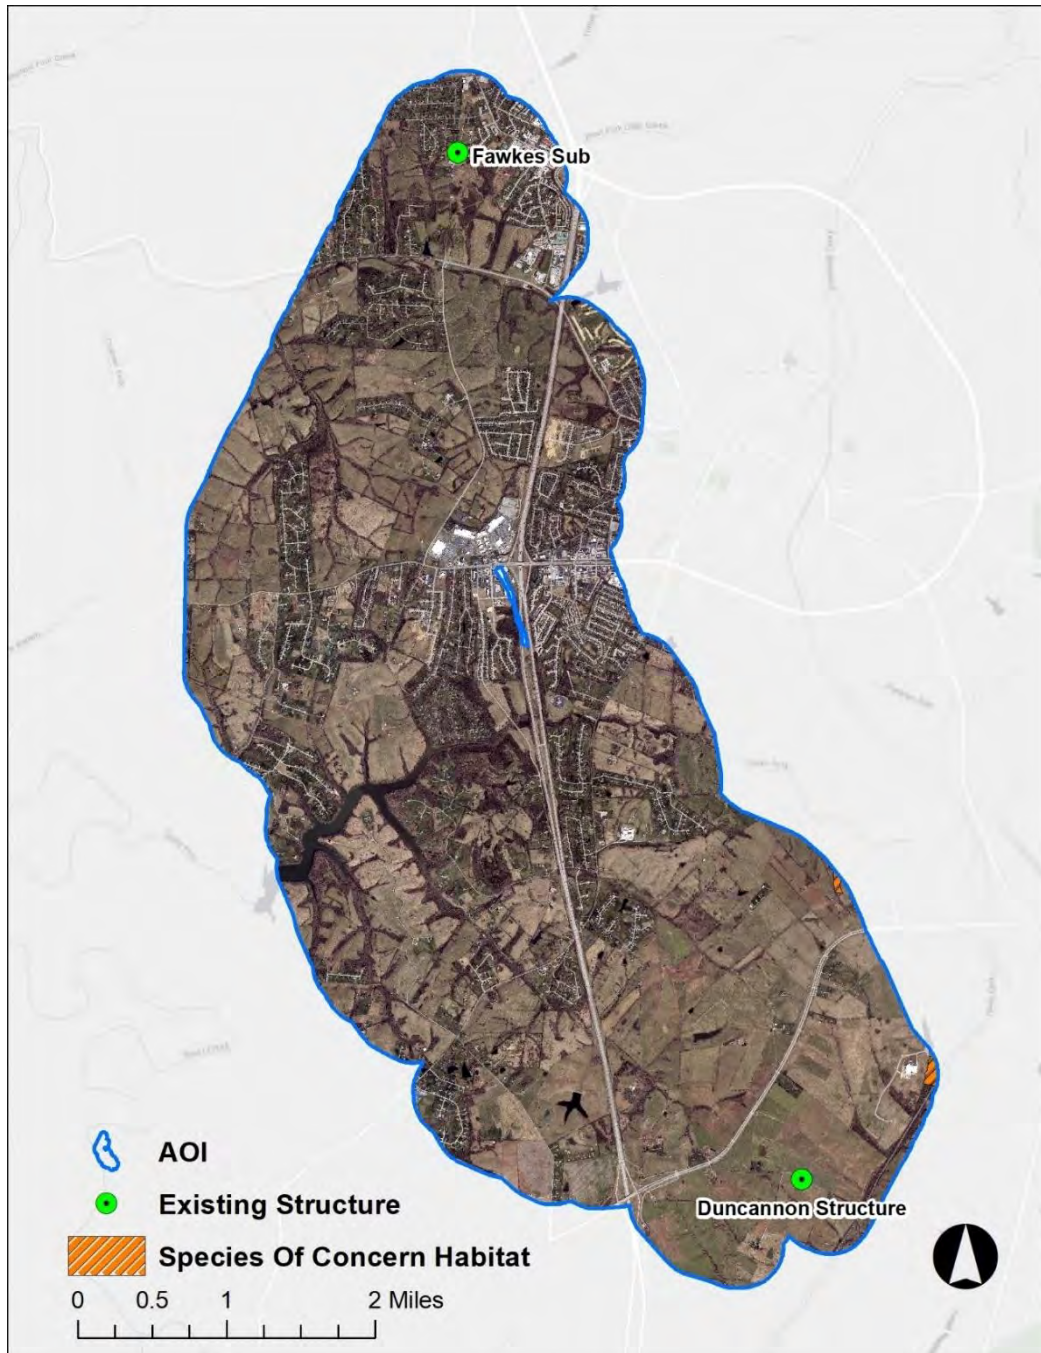 Fawkes Sub
Duncannon Structure
AOI
Existing Structure
Species Of Concern Habitat
0 0.5 1 2 Miles